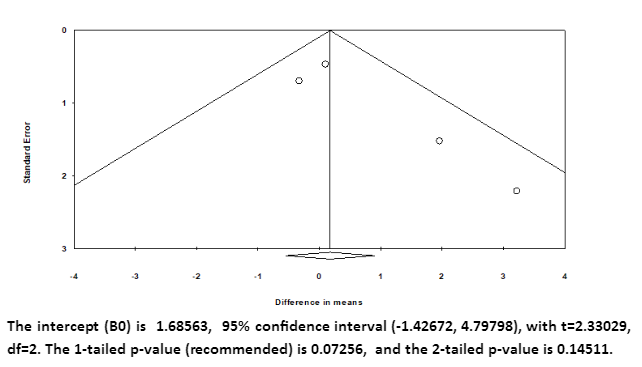 0
1
2
3
Standard Error
-4 -3 -2 -1 0 1 2 3 4
Difference in means
The intercept (B0) is 1.68563, 95% confidence interval (-1.42672, 4.79798), with t=2.33029,
df=2. The 1-tailed p-value (recommended) is 0.07256, and the 2-tailed p-value is 0.14511.